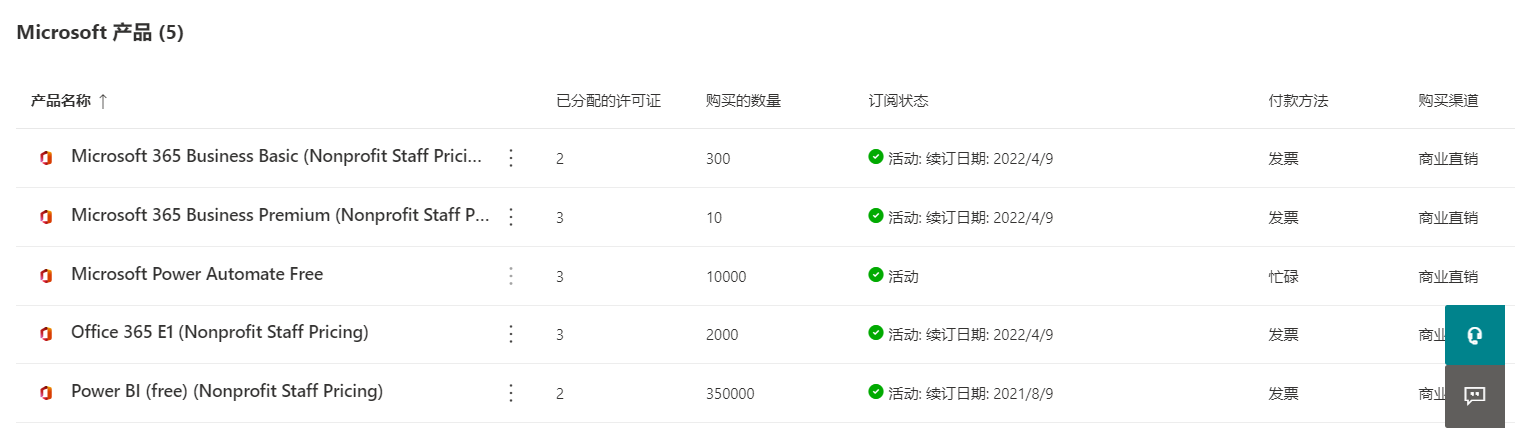 Microsoft 产品 (5)
产品名称 ↑ 已分配的许可证 购买的数量 订阅状态 付款方法 购买渠道
Microsoft 365 Business Basic (Nonprofit Staff Prici... 2 300 活动: 续订日期: 2022/4/9 发票 商业直销
Microsoft 365 Business Premium (Nonprofit Staff P... 3 10 活动: 续订日期: 2022/4/9 发票 商业直销
Microsoft Power Automate Free 3 10000 活动 忙碌 商业直销
Office 365 E1 (Nonprofit Staff Pricing) 3 2000 活动: 续订日期: 2022/4/9 发票 商业
Power BI (free) (Nonprofit Staff Pricing) 2 350000 活动: 续订日期: 2021/8/9 发票 商业